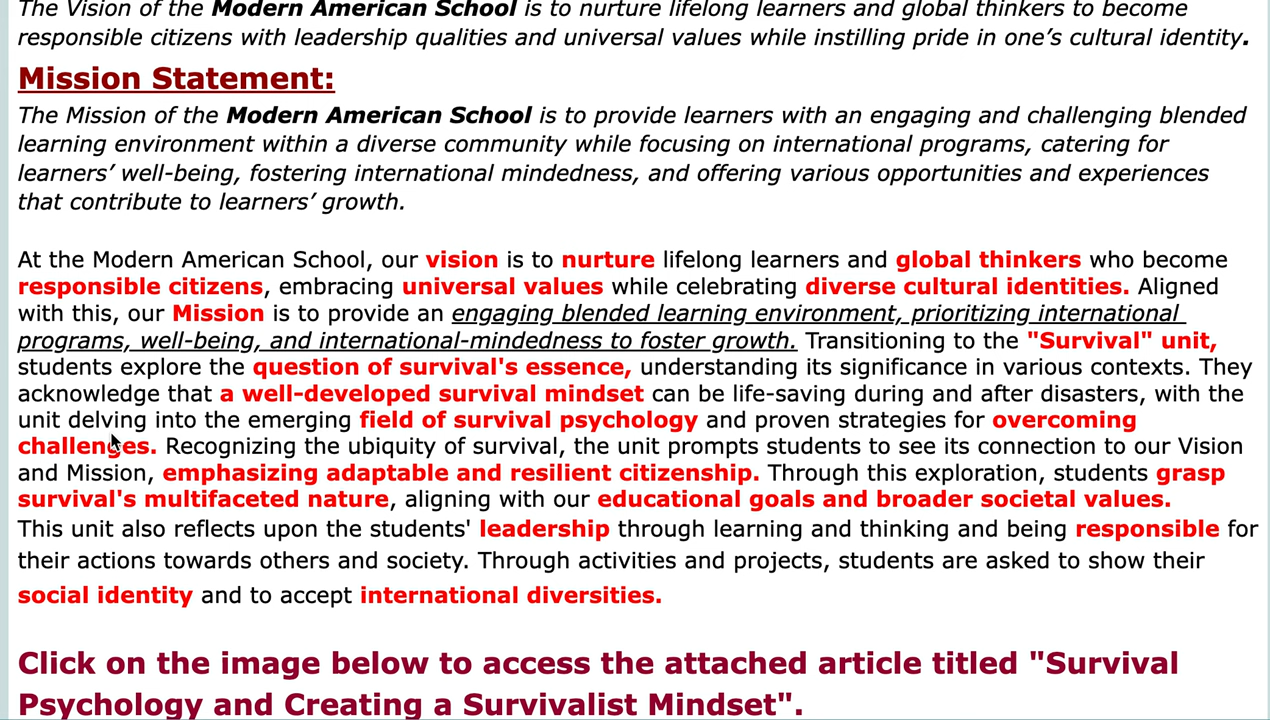 The Vision of the Modern American School is to nurture lifelong learners and global thinkers to become
responsible citizens with leadership qualities and universal values while instilling pride in one’s cultural identity.
Mission Statement:
The Mission of the Modern American School is to provide learners with an engaging and challenging blended
learning environment within a diverse community while focusing on international programs, catering for
learners’ well-being, fostering international mindedness, and offering various opportunities and experiences
that contribute to learners’ growth.
At the Modern American School, our vision is to nurture lifelong learners and global thinkers who become
responsible citizens, embracing universal values while celebrating diverse cultural identities. Aligned
with this, our Mission is to provide an engaging blended learning environment, prioritizing international
programs, well-being, and international-mindedness to foster growth. Transitioning to the "Survival" unit,
students explore the question of survival's essence, understanding its significance in various contexts. They
acknowledge that a well-developed survival mindset can be life-saving during and after disasters, with the
unit delving into the emerging field of survival psychology and proven strategies for overcoming
challenges. Recognizing the ubiquity of survival, the unit prompts students to see its connection to our Vision
and Mission, emphasizing adaptable and resilient citizenship. Through this exploration, students grasp
survival's multifaceted nature, aligning with our educational goals and broader societal values.
This unit also reflects upon the students' leadership through learning and thinking and being responsible for
their actions towards others and society. Through activities and projects, students are asked to show their
social identity and to accept international diversities.
Click on the image below to access the attached article titled "Survival
Psychology and Creating a Survivalist Mindset".